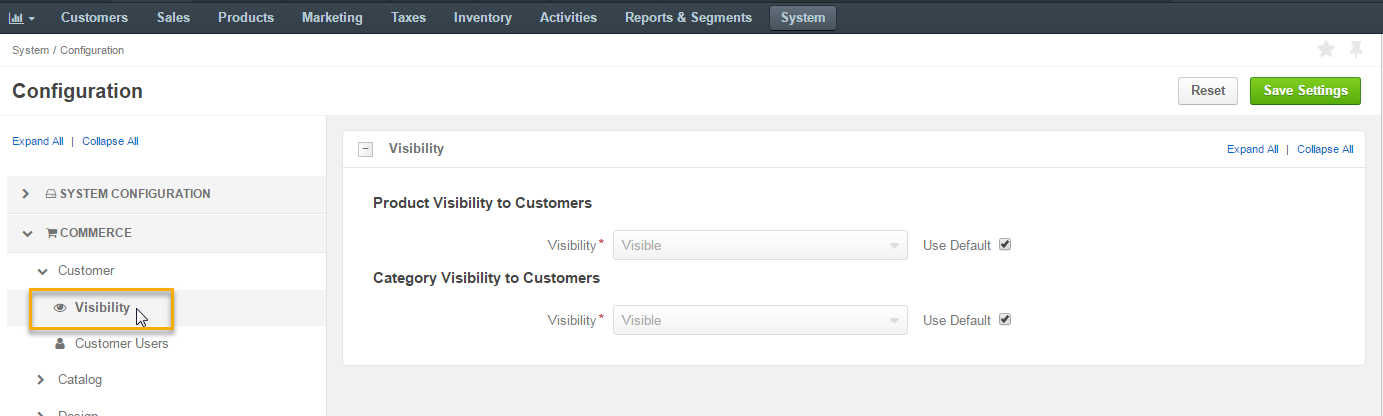 Customers Sales Products Marketing Taxes Inventory Activities Reports & Segments System
System / Configuration
Configuration
Reset Save Settings
Expand All | Collapse All
SYSTEM CONFIGURATION
COMMERCE
Customer
Visibility
Customer Users
Catalog
Design
Visibility
Expand All | Collapse All
Product Visibility to Customers
Visibility* Visible Use Default
Category Visibility to Customers
Visibility* Visible Use Default